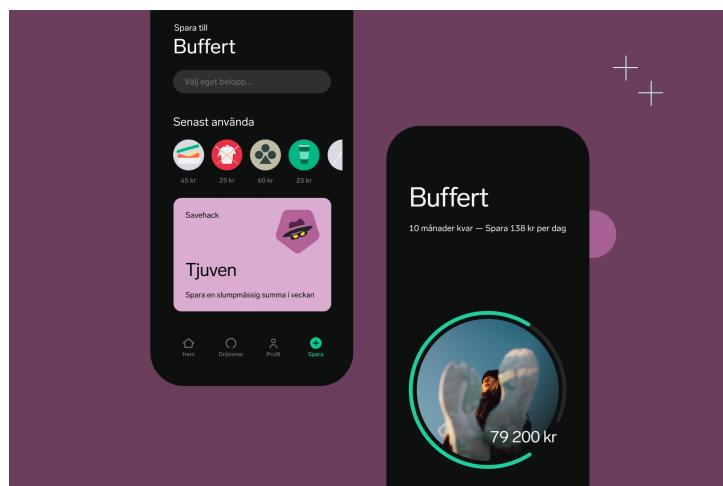 Spara till
Buffert
Välj eget belopp...
Senast använda
45 kr
25 kr
60 kr
25 kr
Savehack
Tjuven
Spara en slumpmässig summa i veckan
Hem
Drömmar
Profil
Spara
Buffert
10 månader kvar — Spara 138 kr per dag
79 200 kr